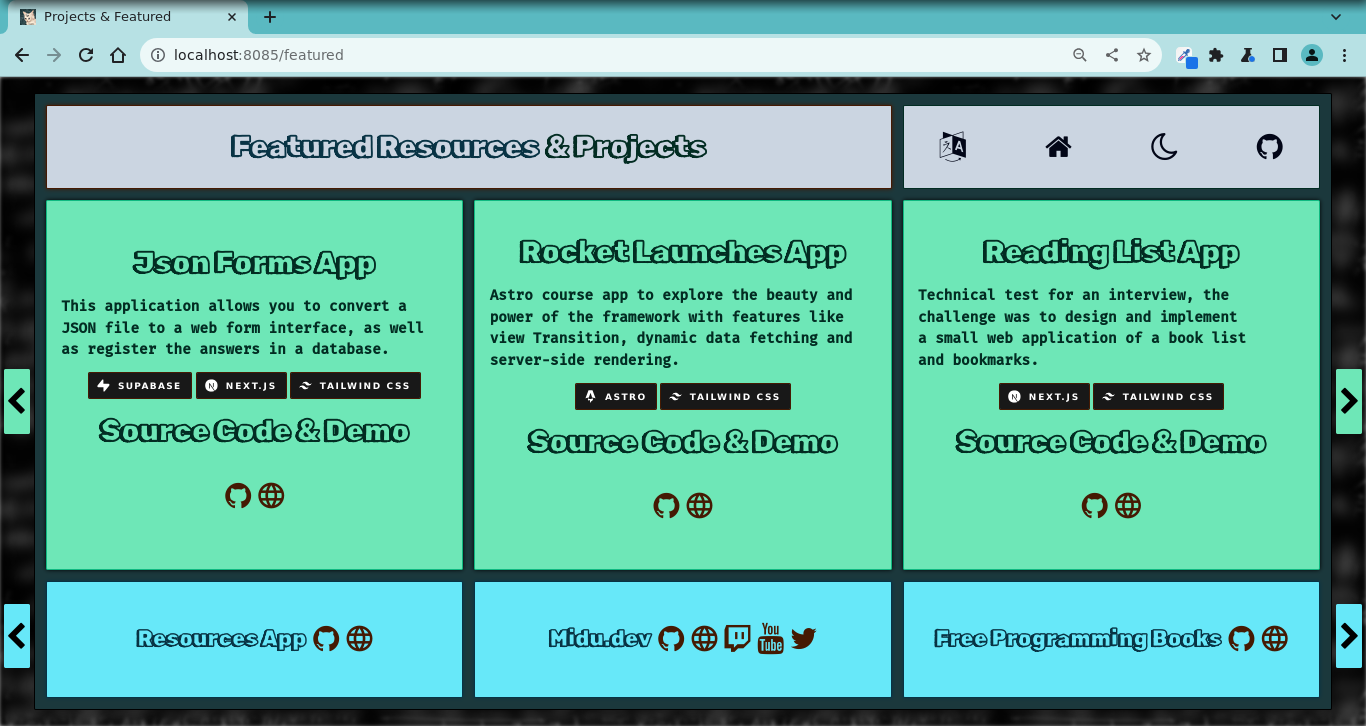 Projects & Featured
localhost:8085/featured
Featured Resources & Projects
Json Forms App
This application allows you to convert a
JSON file to a web form interface, as well
as register the answers in a database.
SUPABASE NEXT.JS TAILWIND CSS
Source Code & Demo
Rocket Launches App
Astro course app to explore the beauty and
power of the framework with features like
view Transition, dynamic data fetching and
server-side rendering.
ASTRO TAILWIND CSS
Source Code & Demo
Reading List App
Technical test for an interview, the
challenge was to design and implement
a small web application of a book list
and bookmarks.
NEXT.JS TAILWIND CSS
Source Code & Demo
Resources App
Midu.dev
You
Tube
Free Programming Books